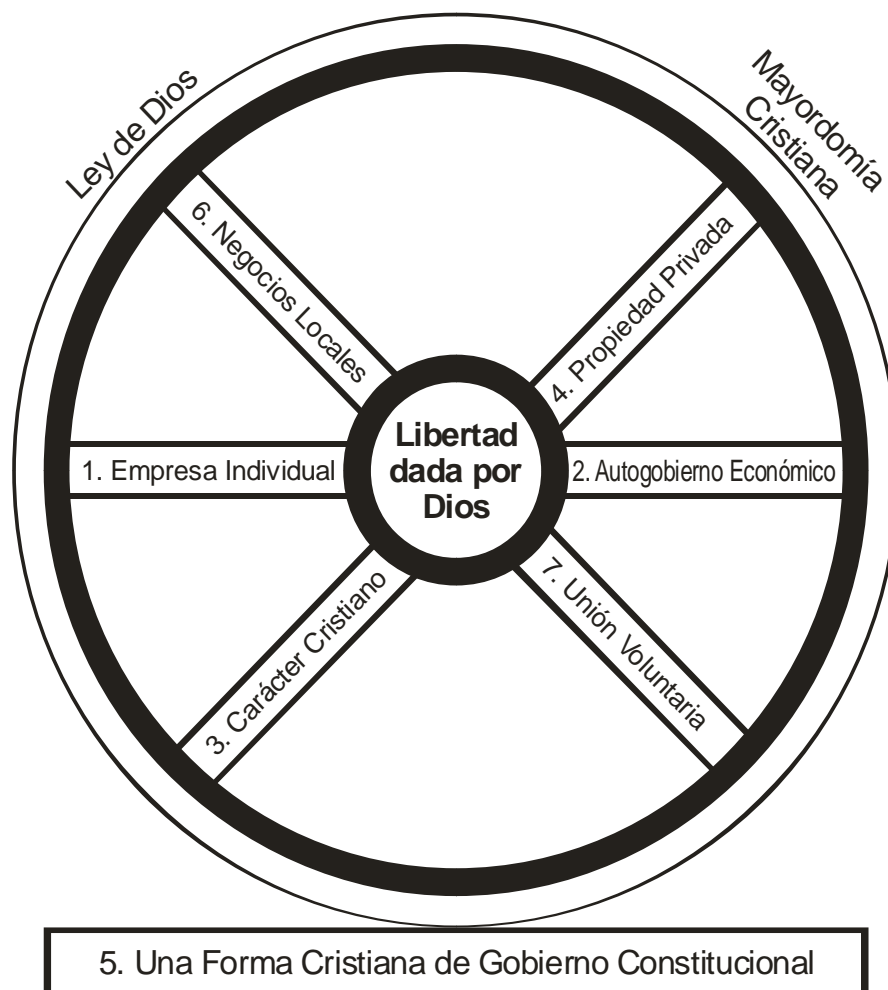 Ley de Dios
Mayordomía
Cristiana
6. Negocios Locales
4. Propiedad Privada
Libertad
dada por
Dios
1. Empresa Individual
2. Autogobierno Económico
3. Carácter Cristiano
7. Unión Voluntaria
5. Una Forma Cristiana de Gobierno Constitucional